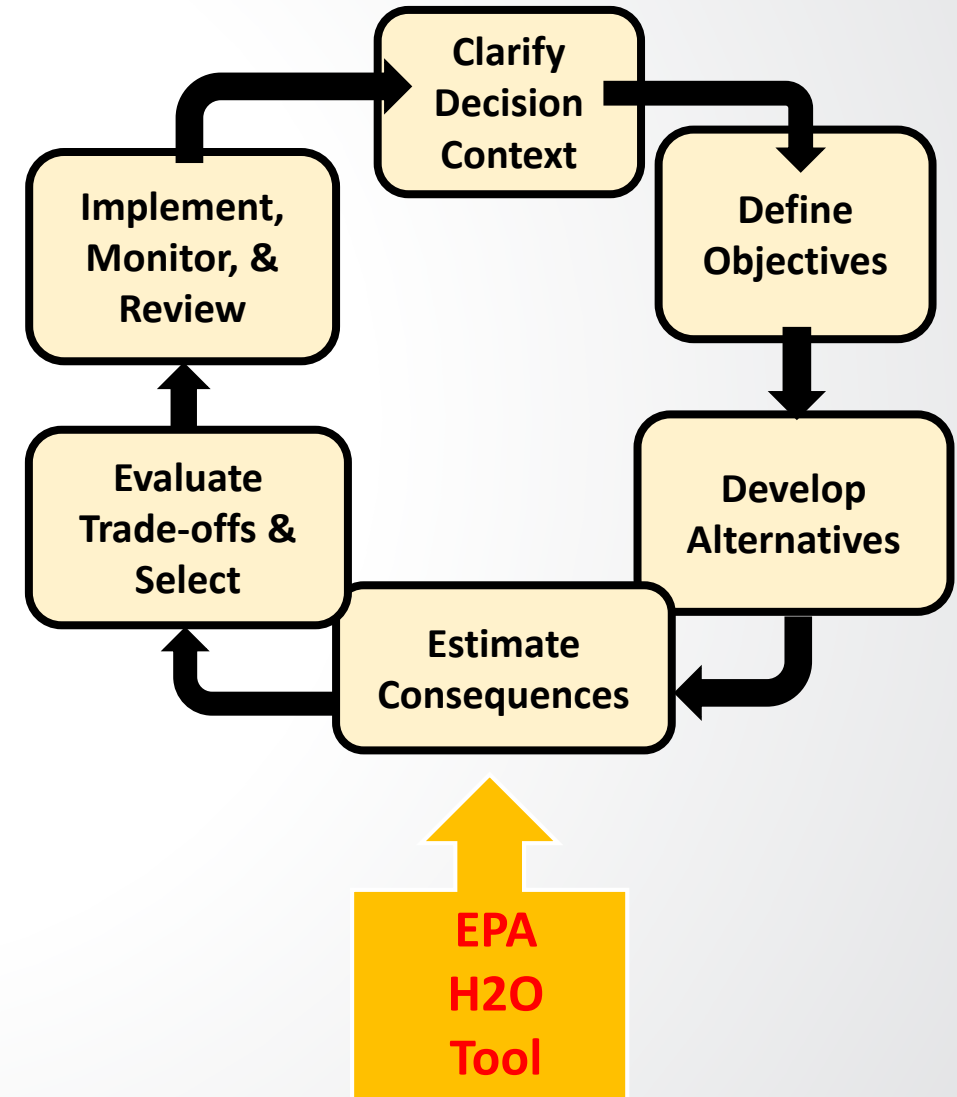 Clarify
Decision
Context
Define
Objectives
Develop
Alternatives
Estimate
Consequences
Evaluate
Trade-offs &
Select
Implement,
Monitor, &
Review
EPA
H2O
Tool